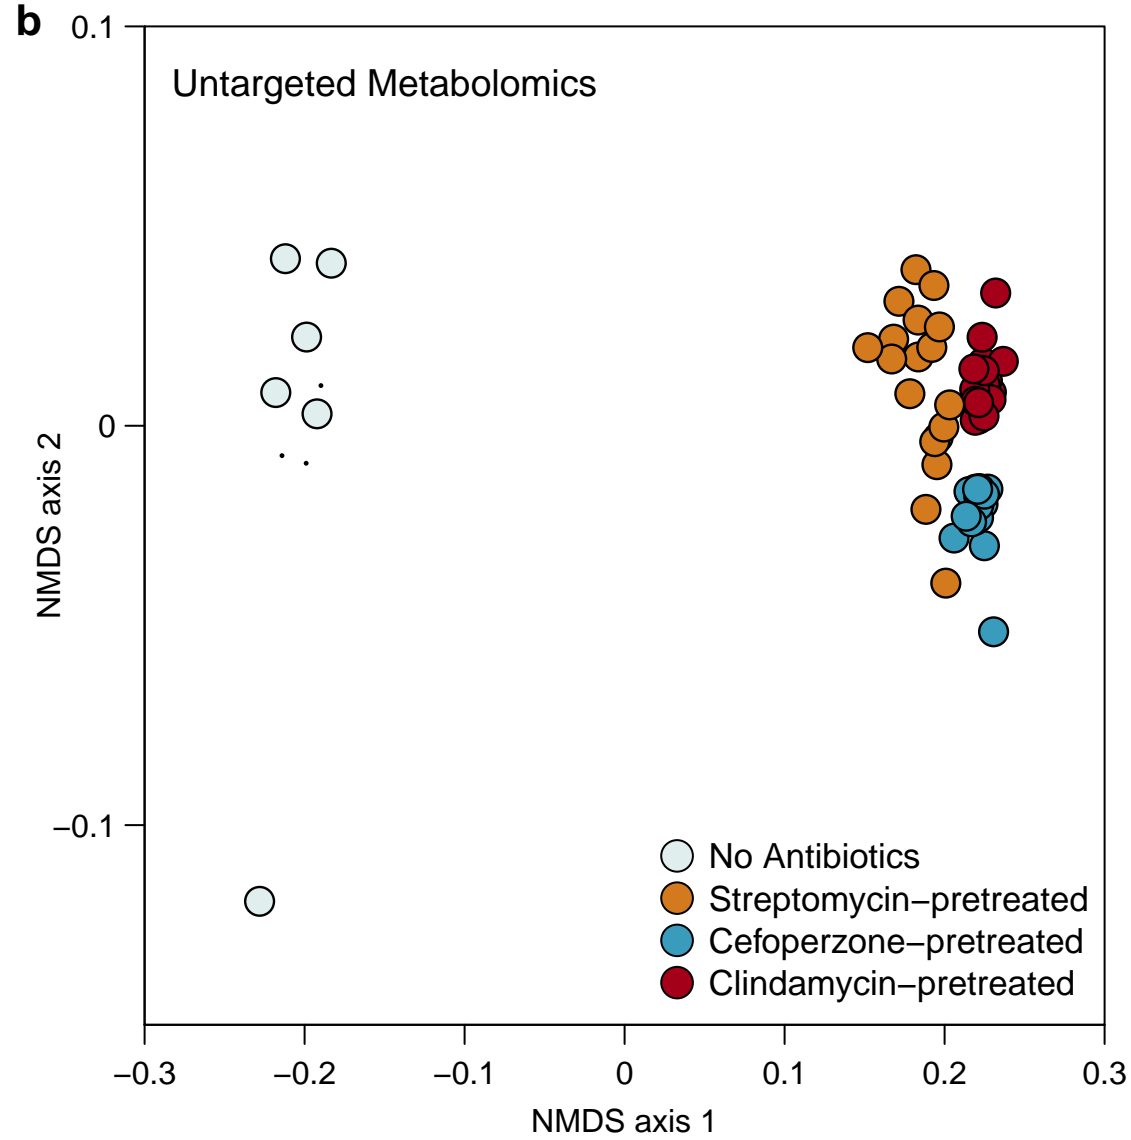 b
0.1
Untargeted Metabolomics
0
−0.1
NMDS axis 2
No Antibiotics
Streptomycin−pretreated
Cefoperzone−pretreated
Clindamycin−pretreated
−0.3 −0.2 −0.1 0 0.1 0.2 0.3
NMDS axis 1